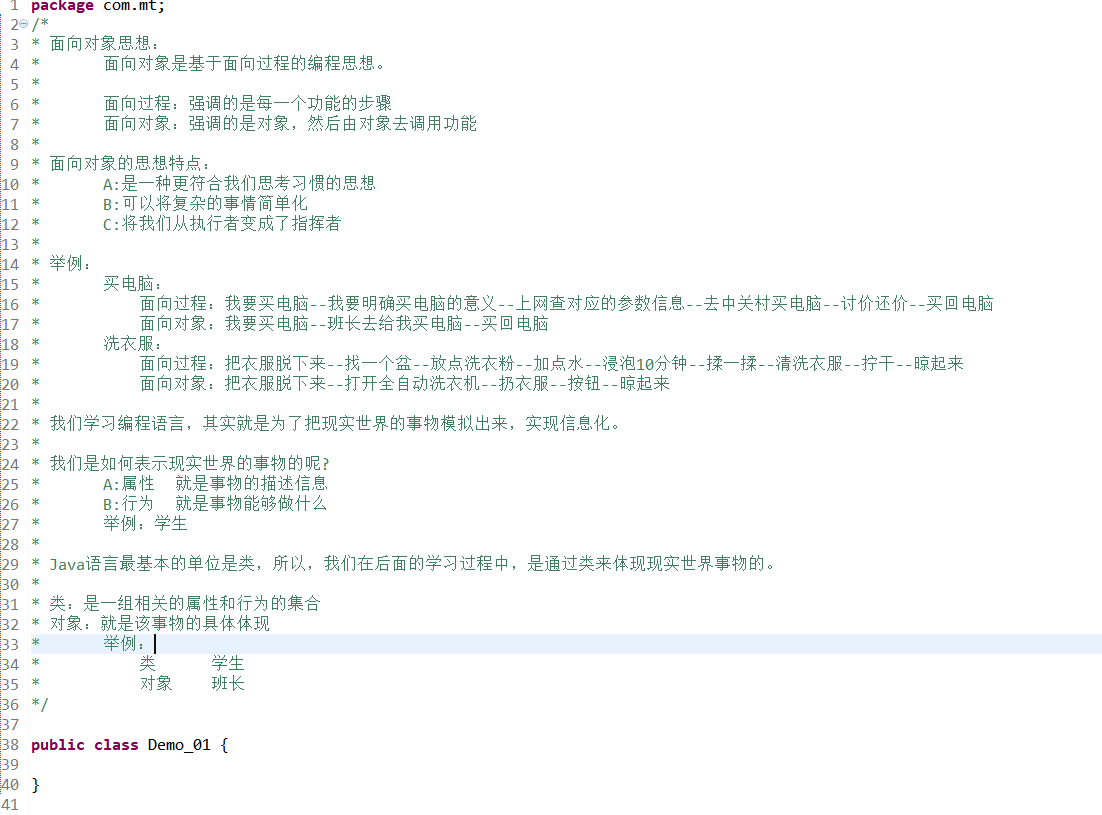 1 package com.mt;
2 /*
3 * 面向对象思想：
4 * 面向对象是基于面向过程的编程思想。
5 *
6 * 面向过程：强调的是每一个功能的步骤
7 * 面向对象：强调的是对象，然后由对象去调用功能
8 *
9 * 面向对象的思想特点：
10 * A:是一种更符合我们思考习惯的思想
11 * B:可以将复杂的事情简单化
12 * C:将我们从执行者变成了指挥者
13 *
14 * 举例：
15 * 买电脑：
16 * 面向过程：我要买电脑--我要明确买电脑的意义--上网查对应的参数信息--去中关村买电脑--讨价还价--买回电脑
17 * 面向对象：我要买电脑--班长去给我买电脑--买回电脑
18 * 洗衣服：
19 * 面向过程：把衣服脱下来--找一个盆--放点洗衣粉--加点水--浸泡10分钟--揉一揉--清洗衣服--拧干--晾起来
20 * 面向对象：把衣服脱下来--打开全自动洗衣机--扔衣服--按钮--晾起来
21 *
22 * 我们学习编程语言，其实就是为了把现实世界的事物模拟出来，实现信息化。
23 *
24 * 我们是如何表示现实世界的事物的呢?
25 * A:属性 就是事物的描述信息
26 * B:行为 就是事物能够做什么
27 * 举例：学生
28 *
29 * Java语言最基本的单位是类，所以，我们在后面的学习过程中，是通过类来体现现实世界事物的。
30 *
31 * 类：是一组相关的属性和行为的集合
32 * 对象：就是该事物的具体体现
33 * 举例：
34 * 类 学生
35 * 对象 班长
36 */
37
38 public class Demo_01 {
39
40 }
41